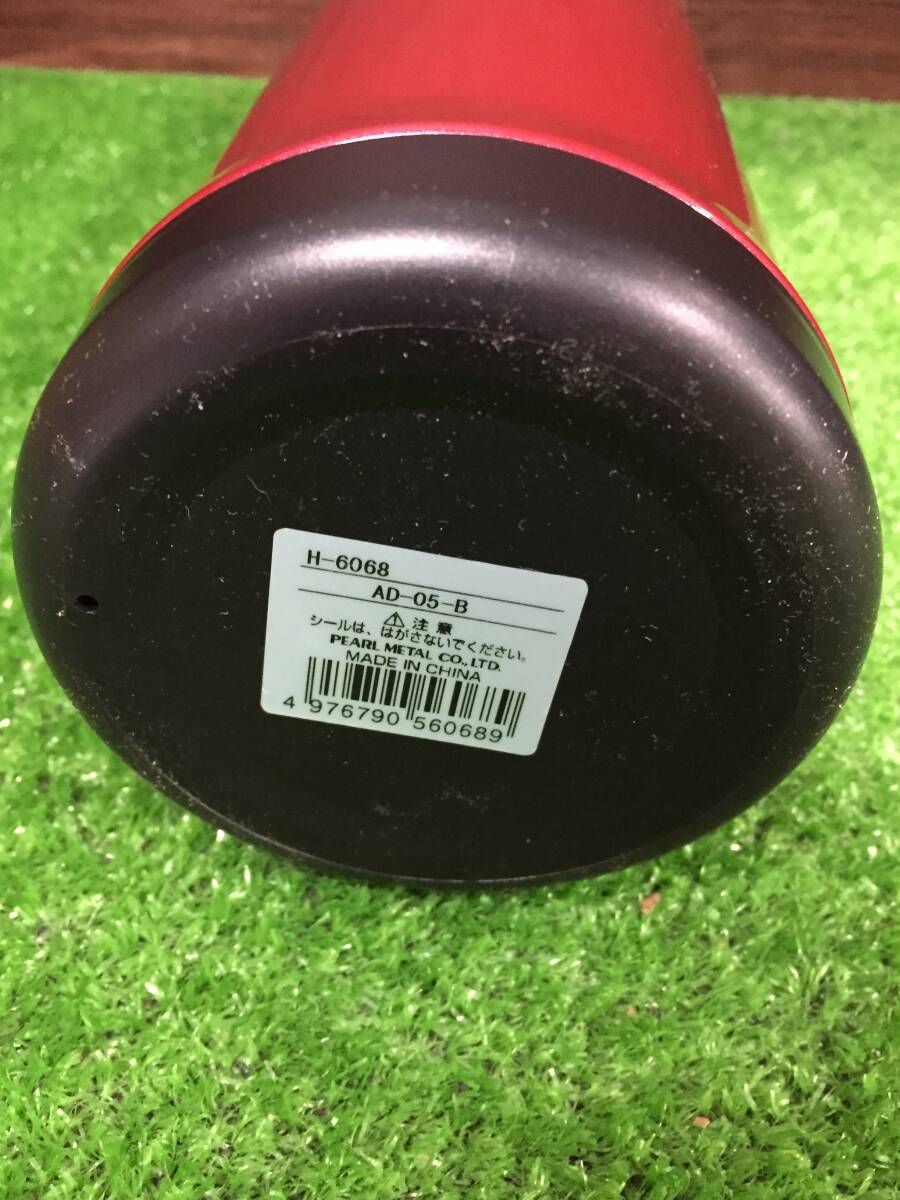 H-6068
AD-05-B
⚠ 注意
シールは、はがさないでください。
PEARL METAL CO., LTD.
MADE IN CHINA
4 976790 560689